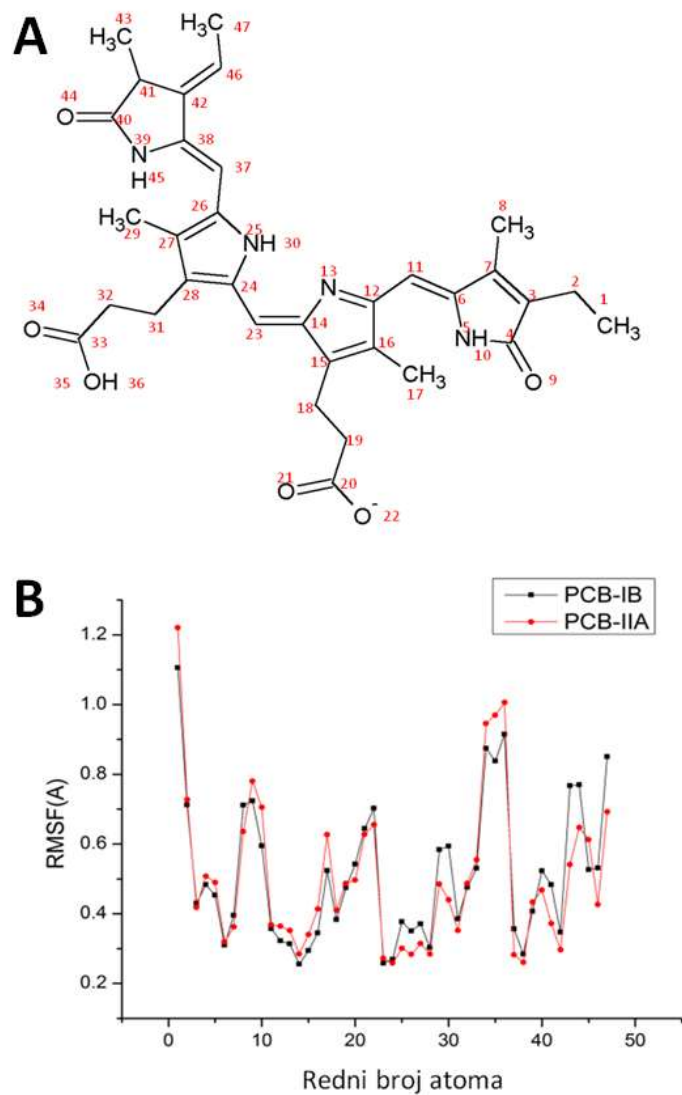 A
43
47
H₃C
H₃C
46
44
41
42
O
40
39
38
N
H
45
37
26
25
NH
30
H₃C
29
27
28
24
34
32
O
33
31
OH
35
36
23
13
N
12
14
15
16
CH₃
17
11
8
H₃C
7
2
1
6
3
CH₃
5
4
NH
10
O
9
18
19
21
O
20
O⁻
22
B
PCB-IB
PCB-IIA
RMSF(A)
1.2
1.0
0.8
0.6
0.4
0.2
0 10 20 30 40 50
Redni broj atoma